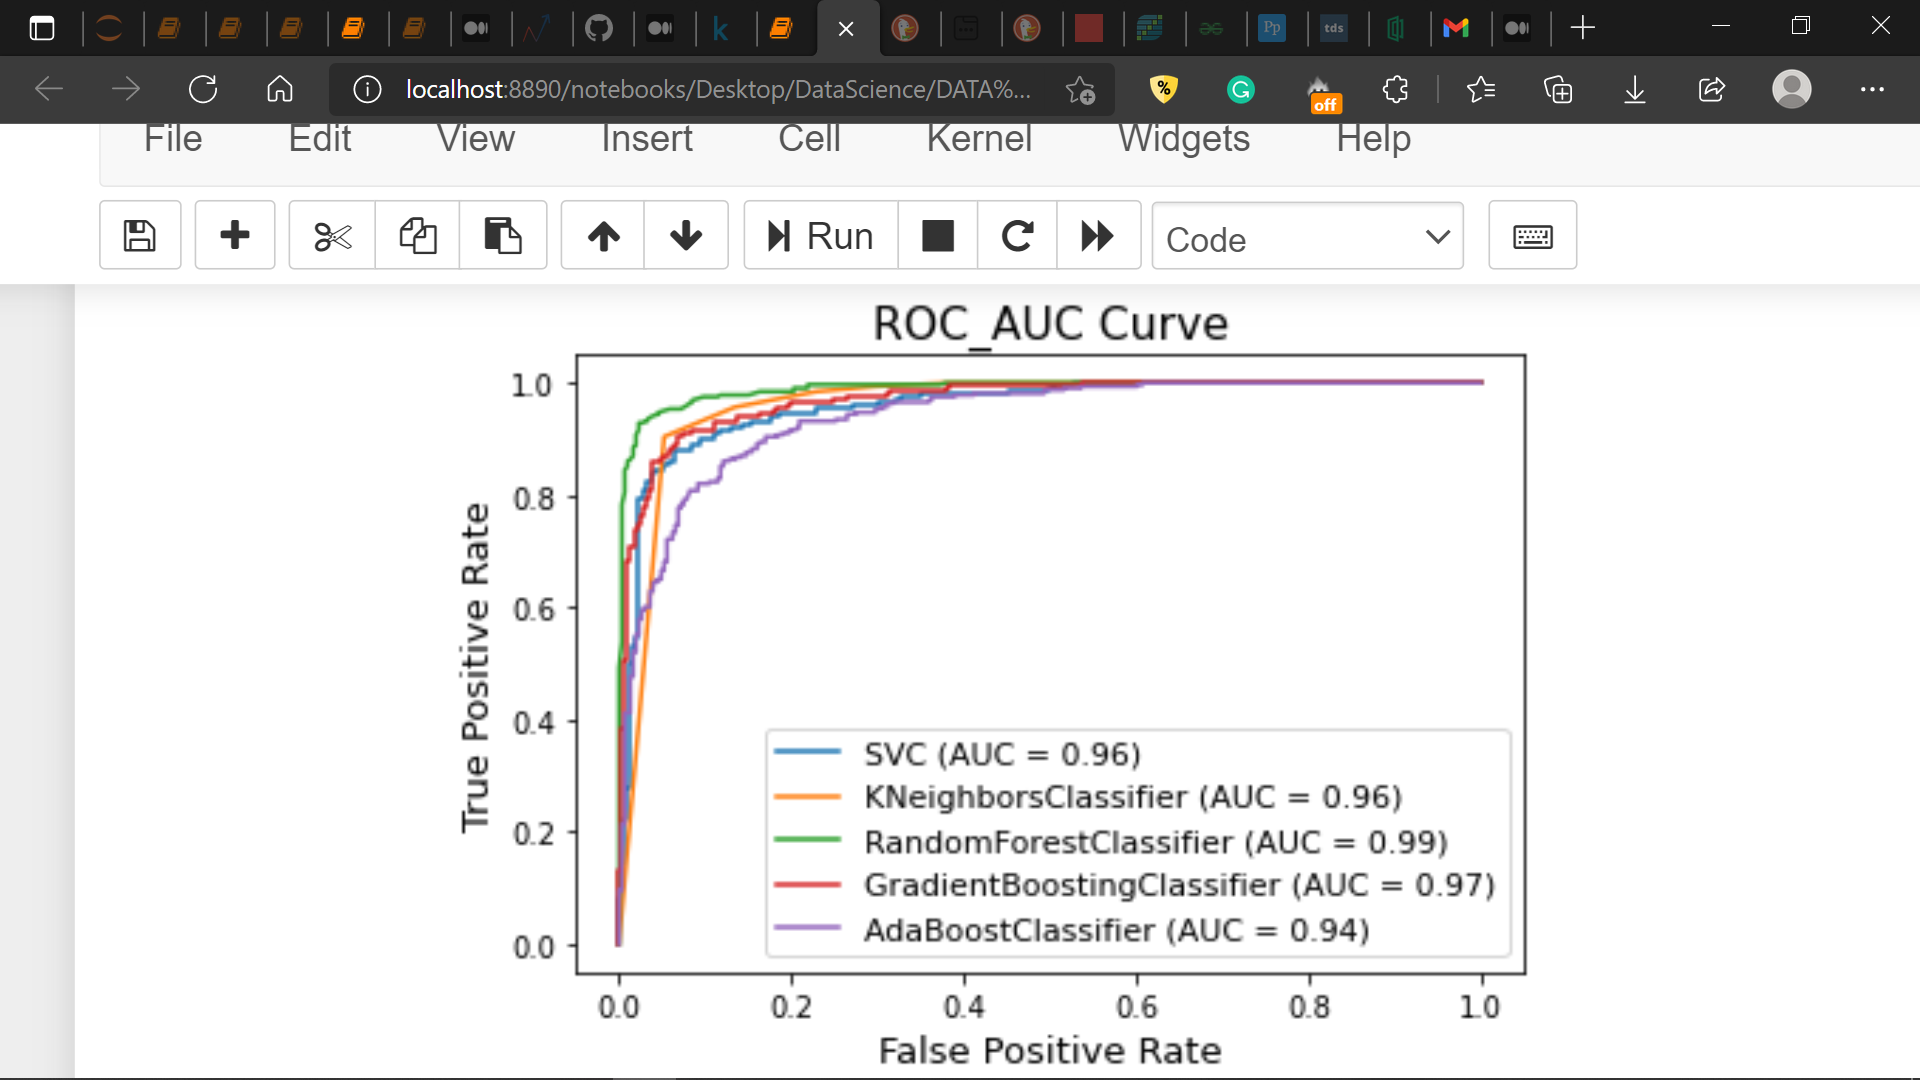 k
Pp
tds
localhost:8890/notebooks/Desktop/DataScience/DATA%...
%
G
off
File Edit View Insert Cell Kernel Widgets Help
Run
Code
ROC_AUC Curve
True Positive Rate
1.0
0.8
0.6
0.4
0.2
0.0
SVC (AUC = 0.96)
KNeighborsClassifier (AUC = 0.96)
RandomForestClassifier (AUC = 0.99)
GradientBoostingClassifier (AUC = 0.97)
AdaBoostClassifier (AUC = 0.94)
0.0 0.2 0.4 0.6 0.8 1.0
False Positive Rate